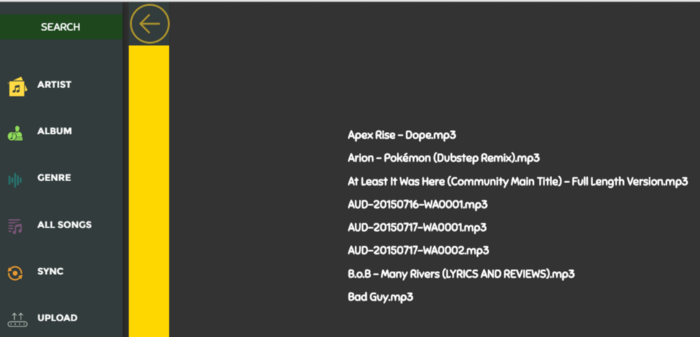 SEARCH
ARTIST
ALBUM
GENRE
ALL SONGS
SYNC
UPLOAD
Apex Rise - Dope.mp3
Arion - Pokémon (Dubstep Remix).mp3
At Least It Was Here (Community Main Title) - Full Length Version.mp3
AUD-20150716-WA0001.mp3
AUD-20150717-WA0001.mp3
AUD-20150717-WA0002.mp3
B.o.B - Many Rivers (LYRICS AND REVIEWS).mp3
Bad Guy.mp3